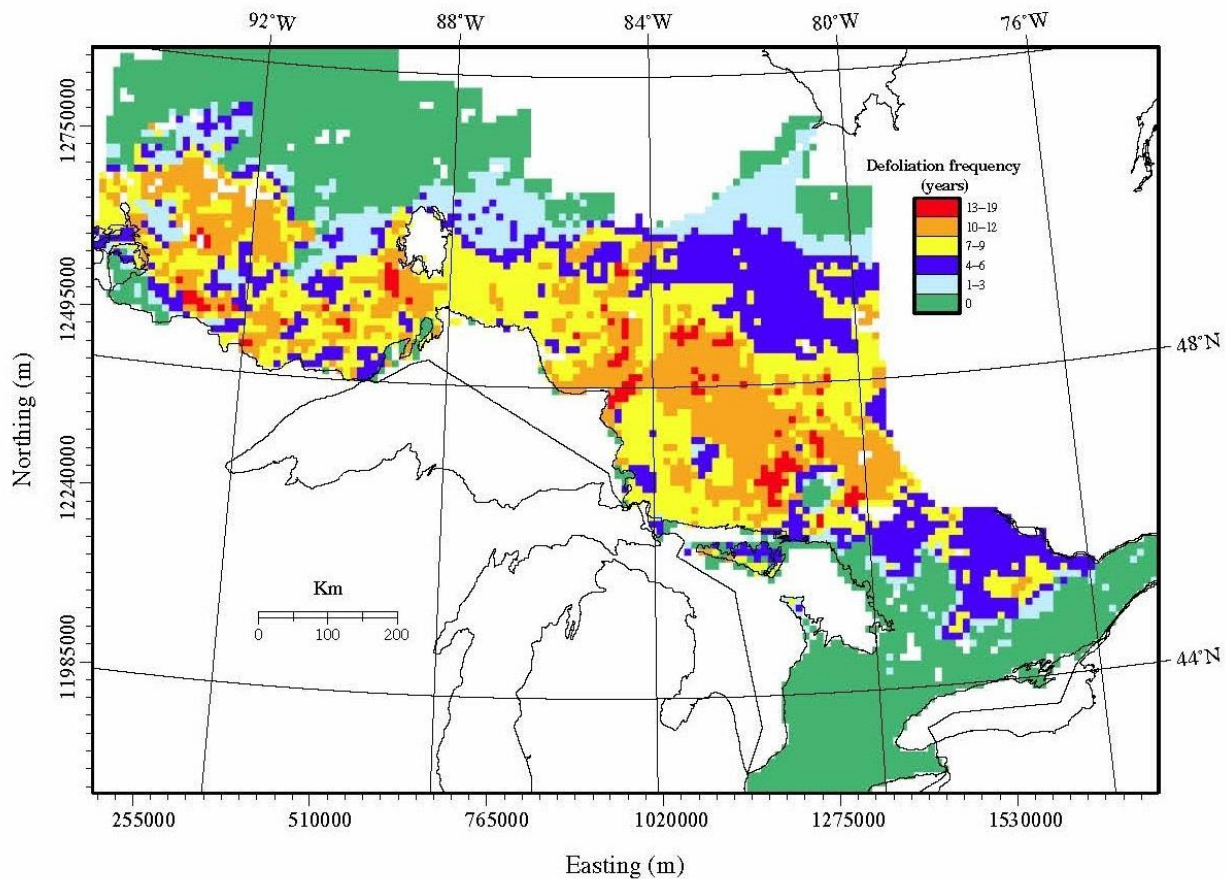 92°W 88°W 84°W 80°W 76°W
12750000
12495000
12240000
11985000
Northing (m)
Defoliation frequency
(years)
13–19
10–12
7–9
4–6
1–3
0
48°N
44°N
Km
0 100 200
255000 510000 765000 1020000 1275000 1530000
Easting (m)